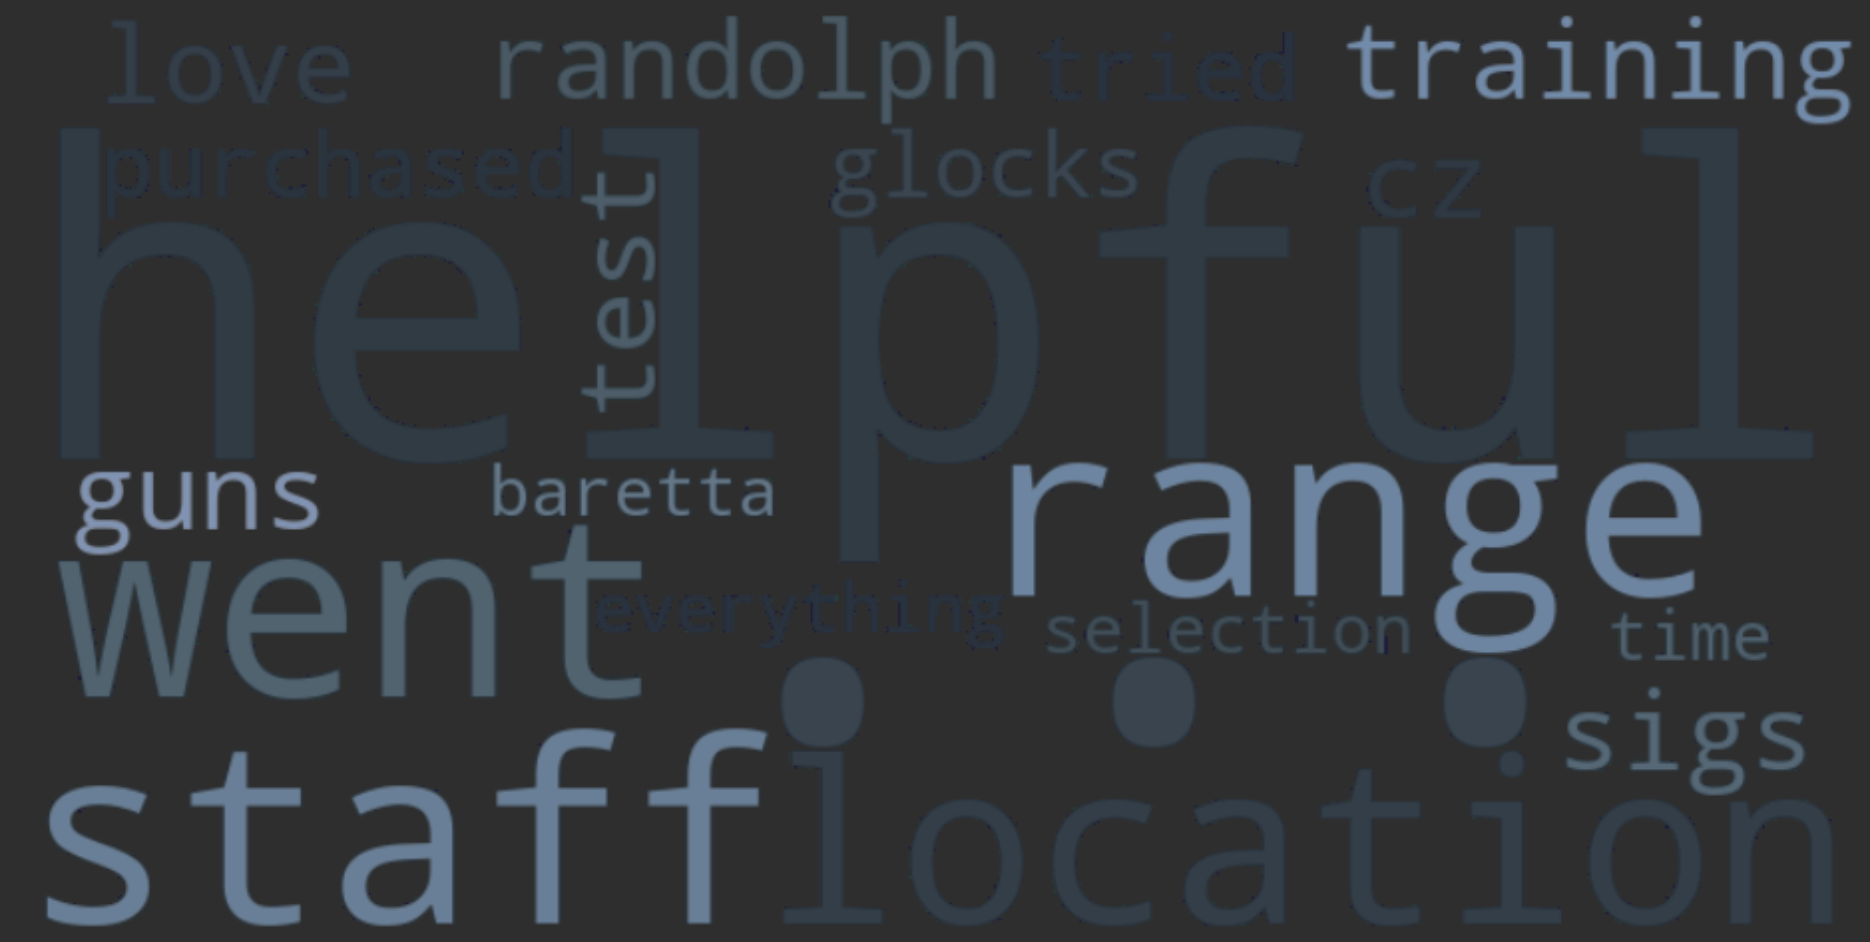 love randolph tried training
purchased test glocks cz
helpful
guns baretta range
went everything selection time
... sigs
staff location